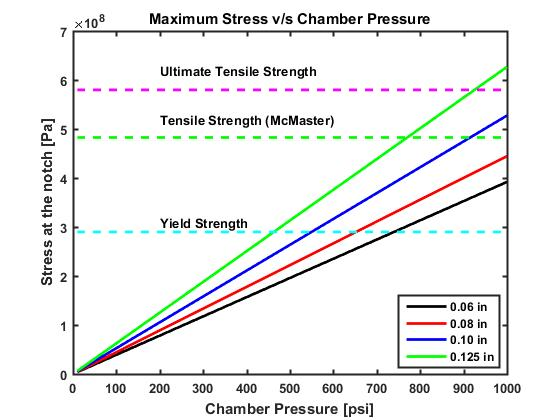 Maximum Stress v/s Chamber Pressure
×10⁸
7
6
5
4
3
2
1
0
Stress at the notch [Pa]
Ultimate Tensile Strength
Tensile Strength (McMaster)
Yield Strength
0.06 in
0.08 in
0.10 in
0.125 in
0 100 200 300 400 500 600 700 800 900 1000
Chamber Pressure [psi]